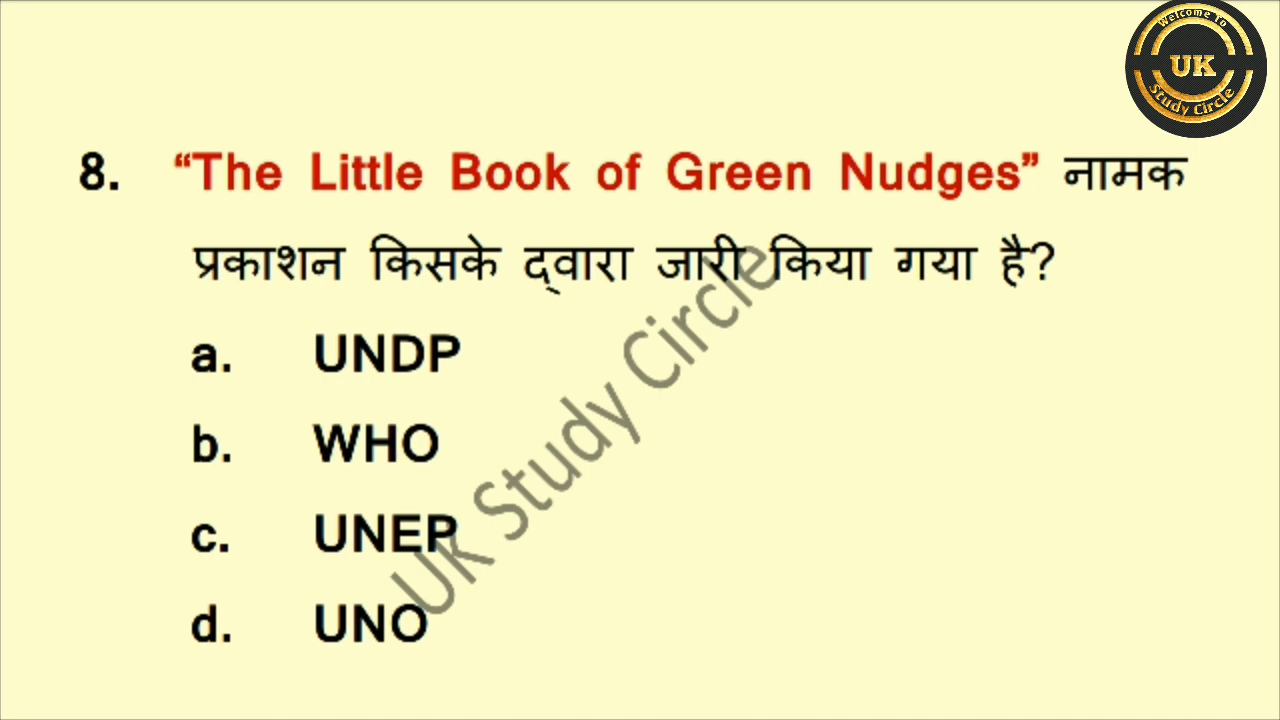 Welcome To
UK
Study Circle
8. “The Little Book of Green Nudges” नामक
प्रकाशन किसके द्वारा जारी किया गया है?
a. UNDP
b. WHO
c. UNEP
d. UNO
UK Study Circle